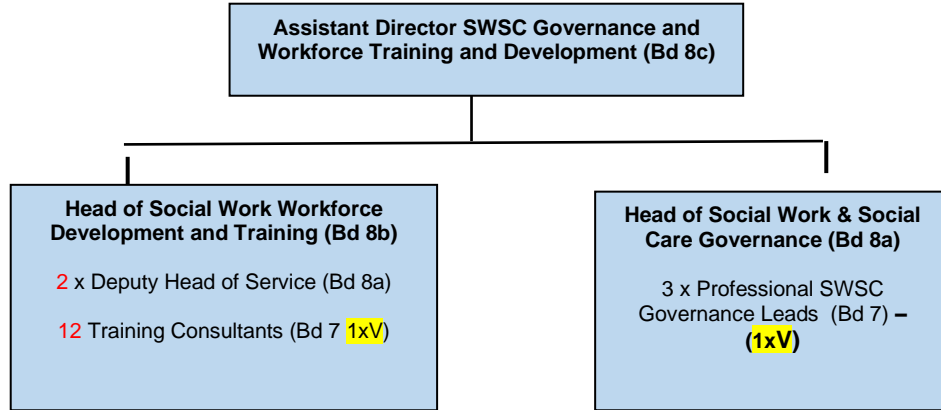 Assistant Director SWSC Governance and
Workforce Training and Development (Bd 8c)
Head of Social Work Workforce
Development and Training (Bd 8b)
2 x Deputy Head of Service (Bd 8a)
12 Training Consultants (Bd 7 1xV)
Head of Social Work & Social
Care Governance (Bd 8a)
3 x Professional SWSC
Governance Leads (Bd 7) –
(1xV)